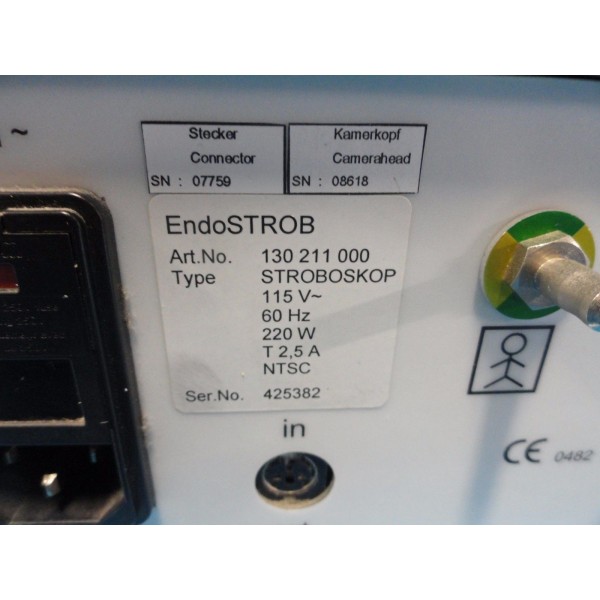 ~
Stecker
Connector
SN : 07759
Kamerkopf
Camerahead
SN : 08618
EndoSTROB
Art.No. 130 211 000
Type STROBOSKOP
115 V~
60 Hz
220 W
T 2,5 A
NTSC
Ser.No. 425382
in
CE 0482